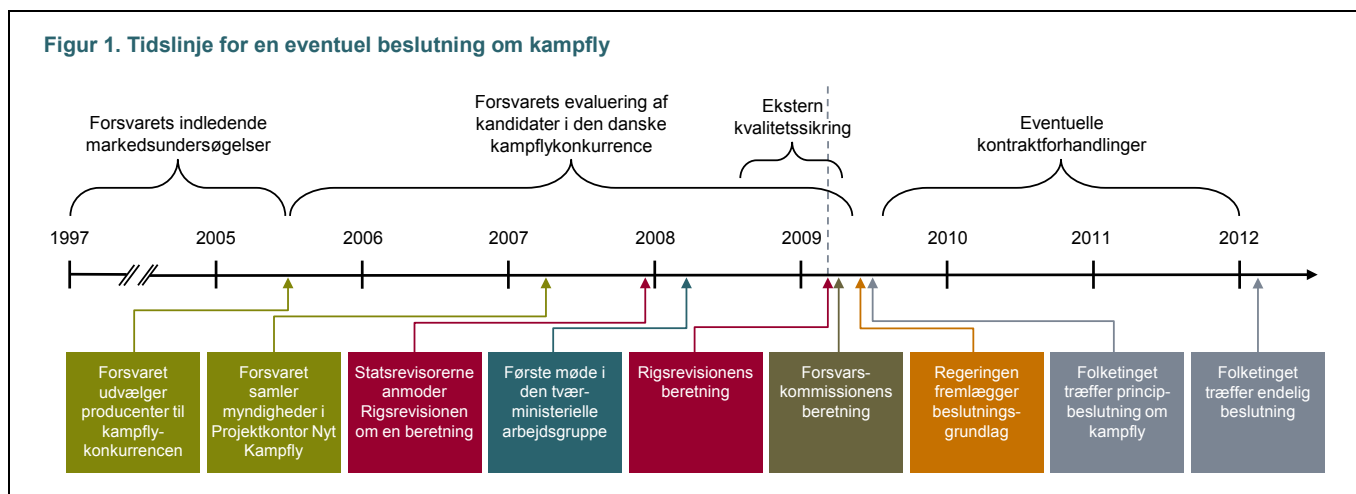 Figur 1. Tidslinje for en eventuel beslutning om kampfly
Forsvarets indledende
markedsundersøgelser
Forsvarets evaluering af
kandidater i den danske
kampflykonkurrence
Ekstern
kvalitetssikring
Eventuelle
kontraktforhandlinger
1997
2005
2006
2007
2008
2009
2010
2011
2012
Forsvaret
udvælger
producenter til
kampfly-
konkurrencen
Forsvaret
samler
myndigheder i
Projektkontor Nyt
Kampfly
Statsrevisorerne
anmoder
Rigsrevisionen
om en beretning
Første møde i
den tvær-
ministerielle
arbejdsgruppe
Rigsrevisionens
beretning
Forsvars-
kommissionens
beretning
Regeringen
fremlægger
beslutnings-
grundlag
Folketinget
træffer princip-
beslutning om
kampfly
Folketinget
træffer endelig
beslutning